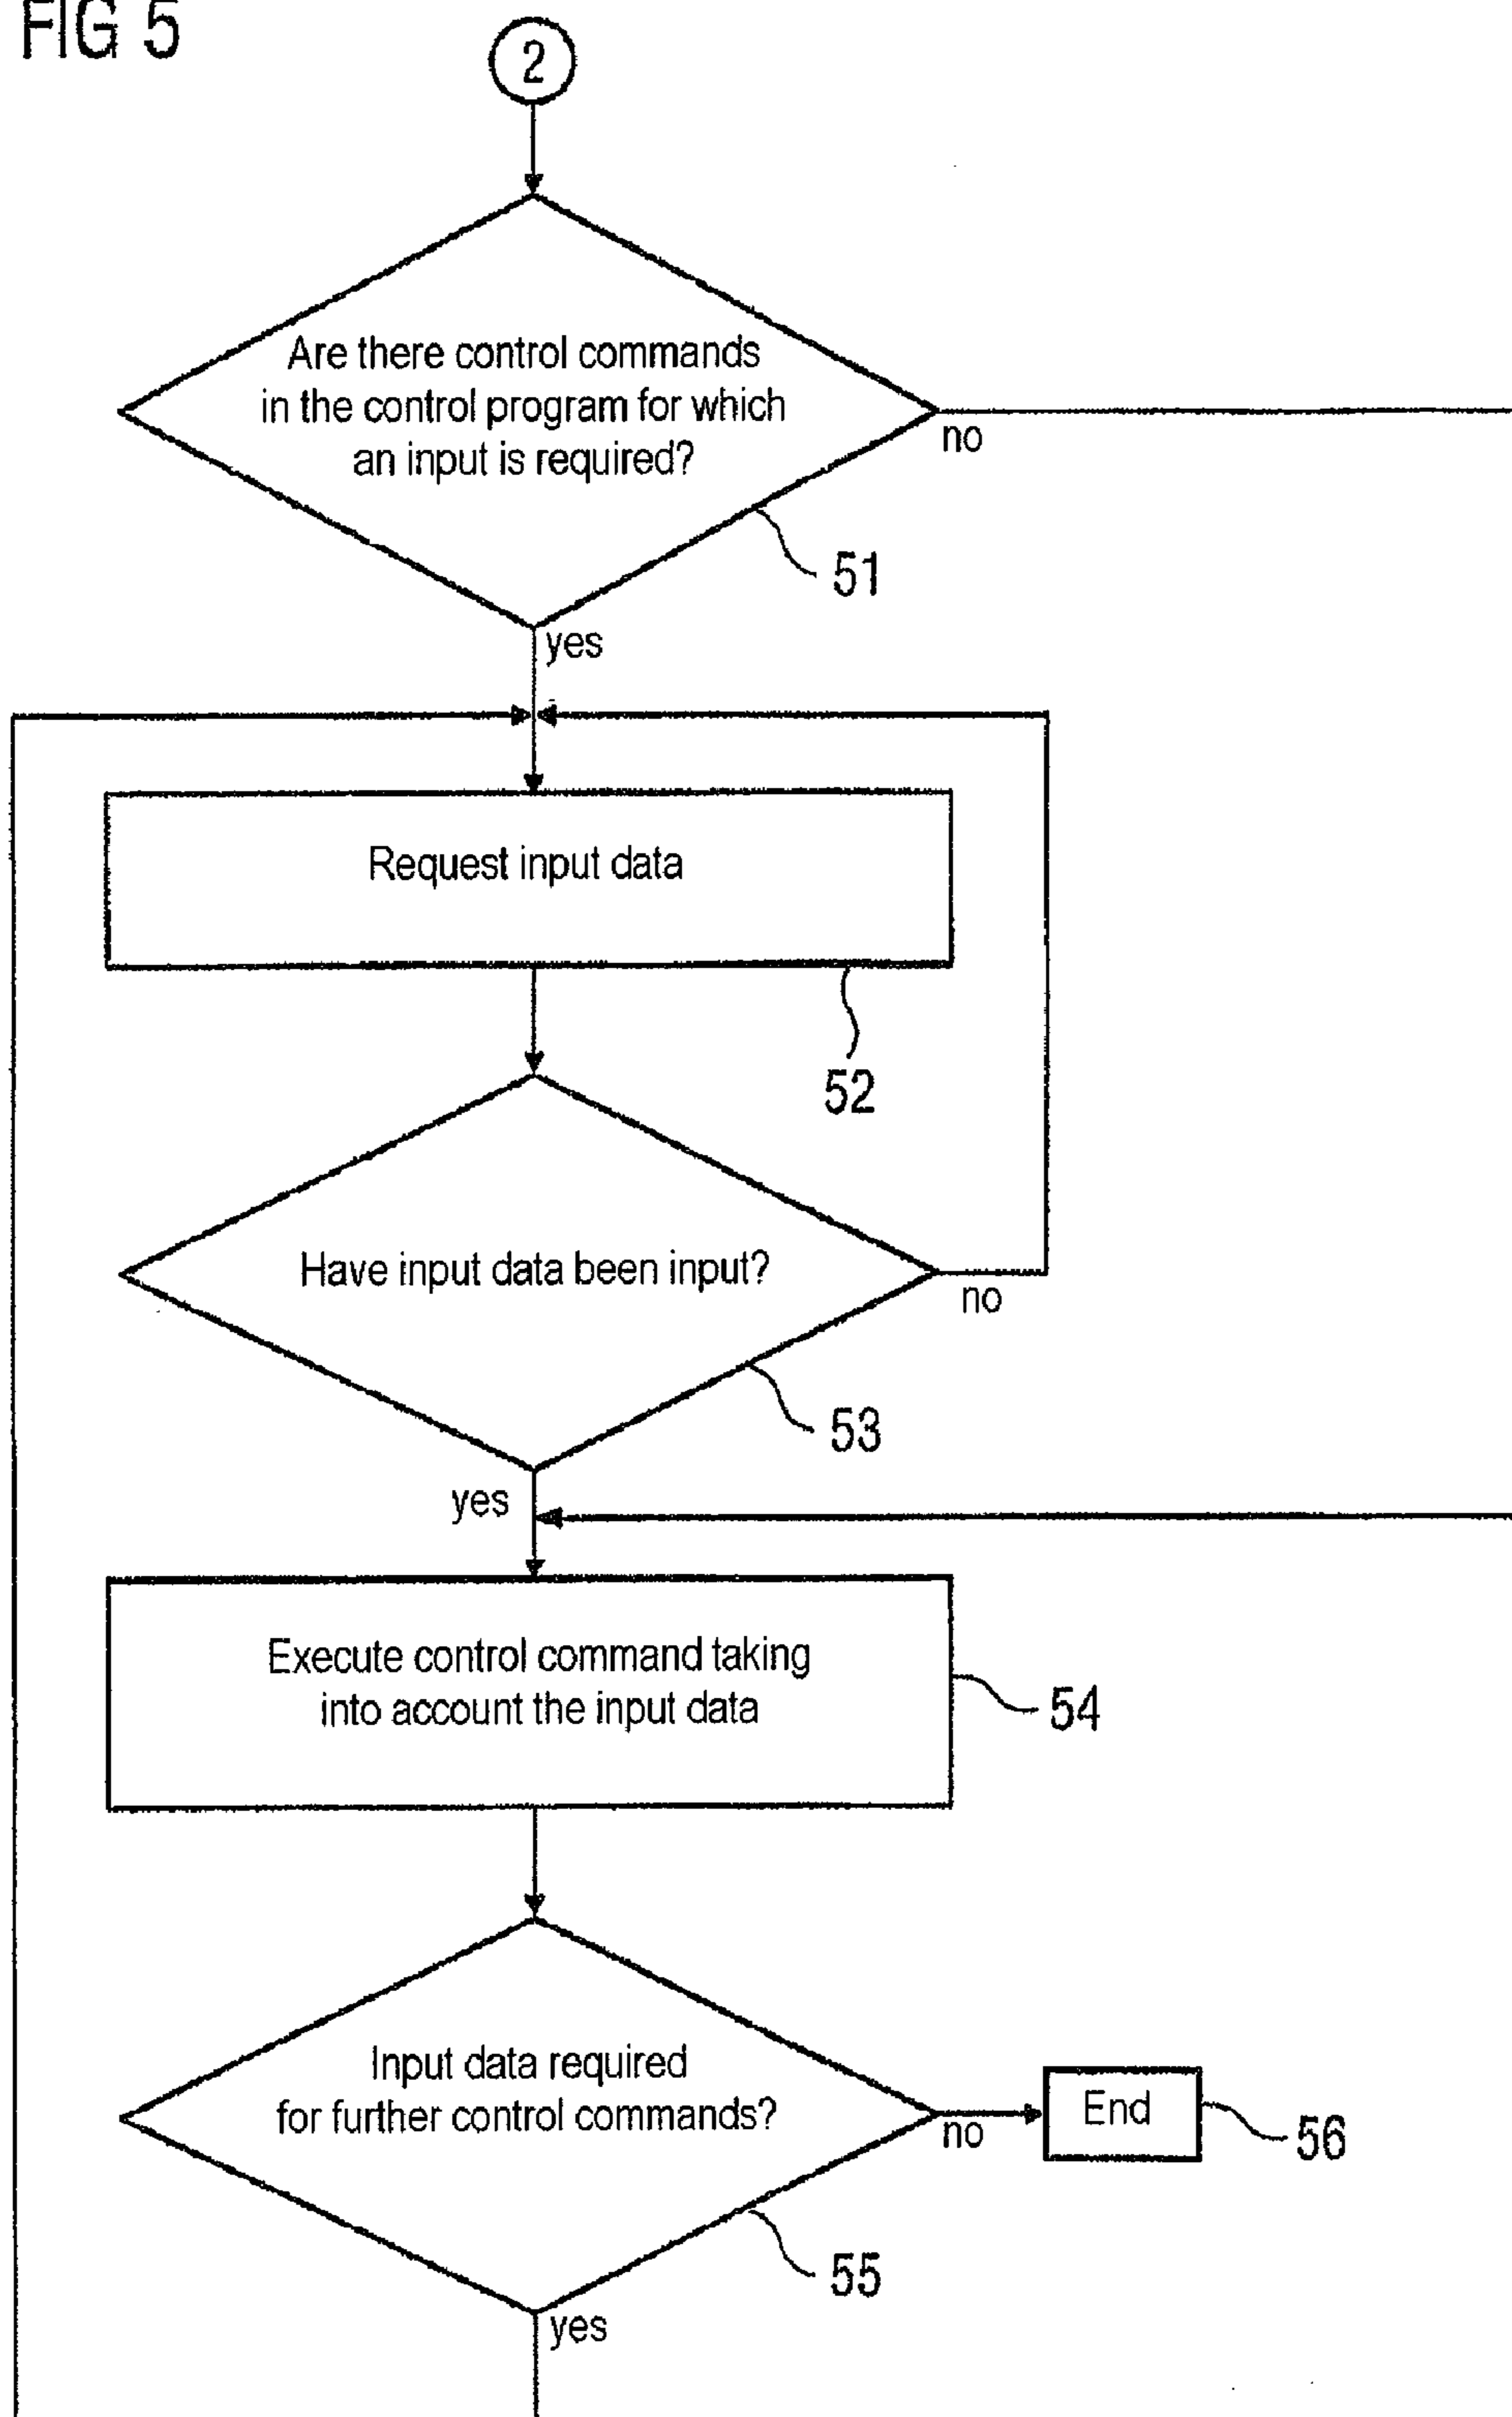 FIG 5
2
Are there control commands
in the control program for which
an input is required?
no
51
yes
Request input data
52
Have input data been input?
no
53
yes
Execute control command taking
into account the input data
54
Input data required
for further control commands?
no
End
56
55
yes